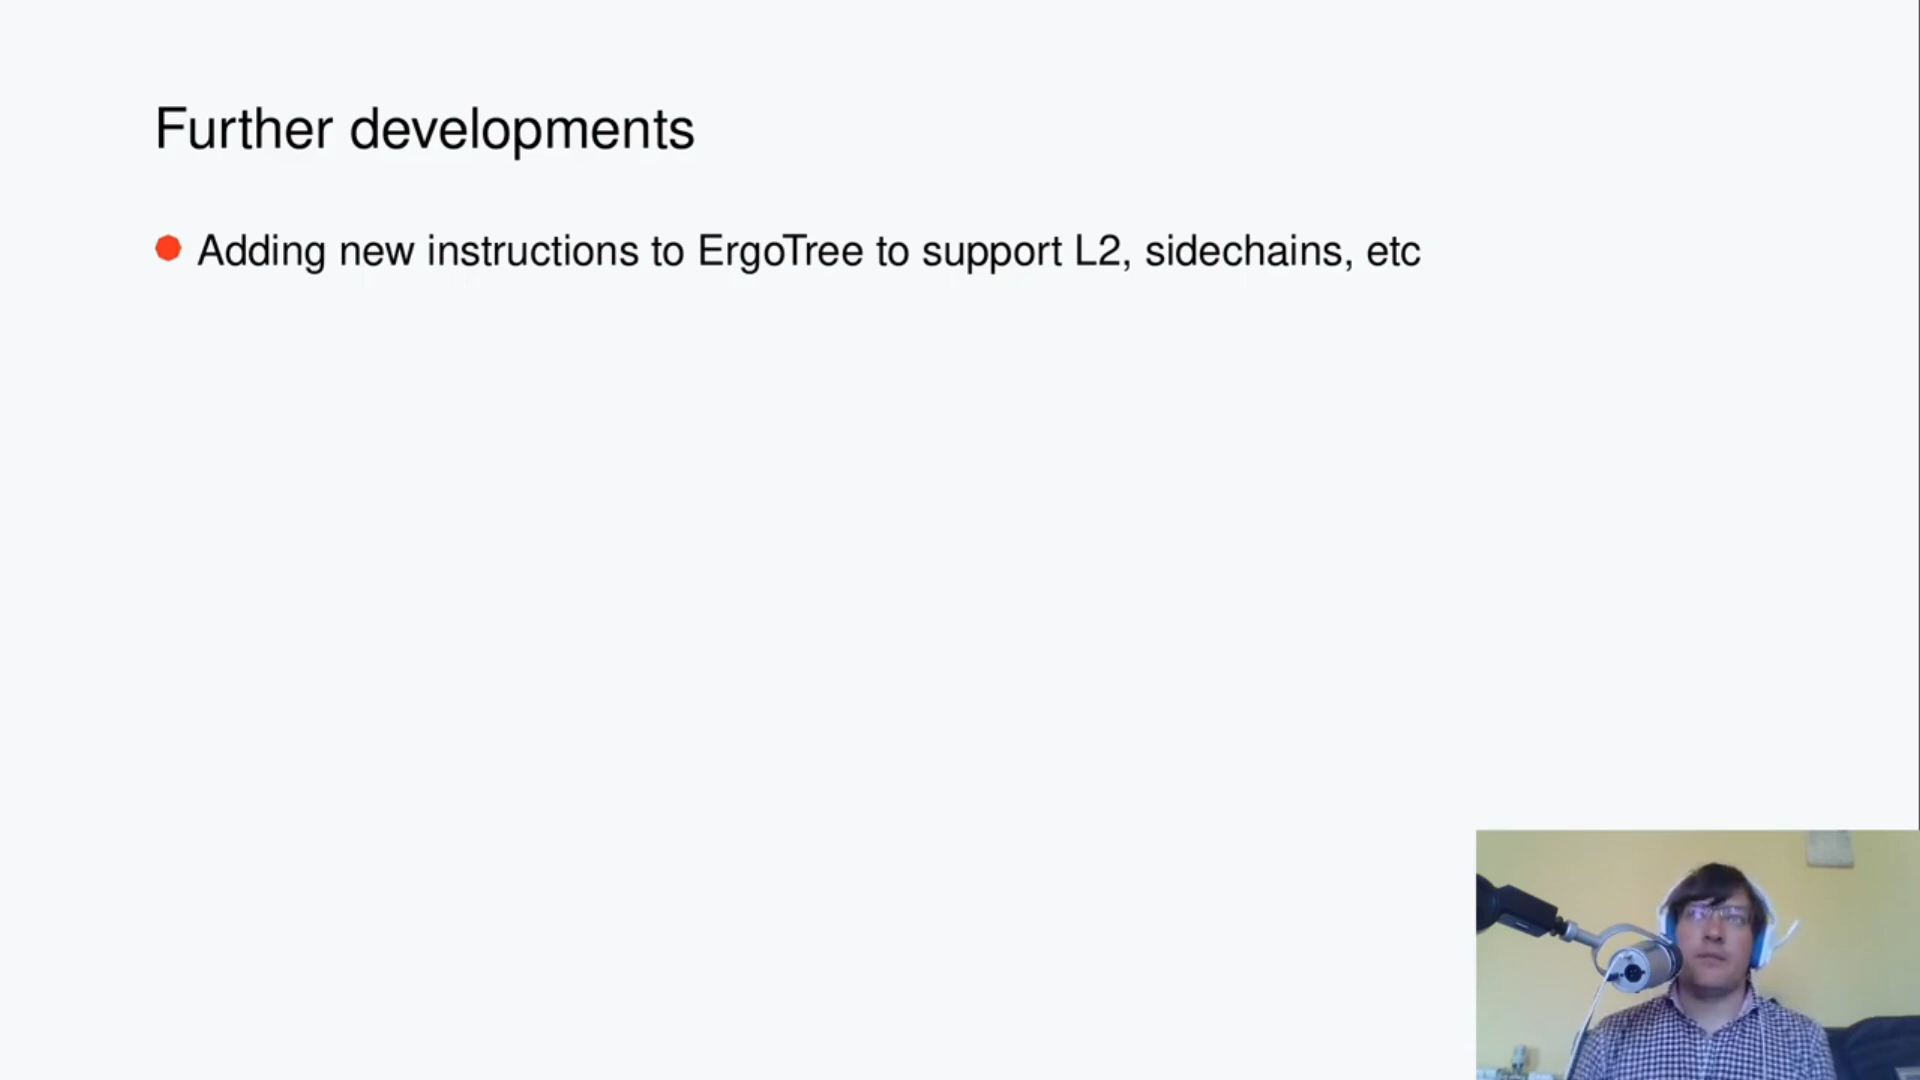 Further developments
Adding new instructions to ErgoTree to support L2, sidechains, etc